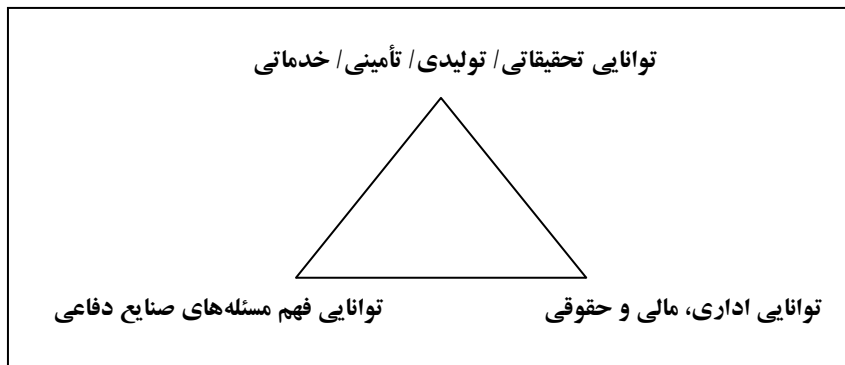 توانایی تحقیقاتی/ تولیدی/ تأمینی/ خدماتی
توانایی اداری، مالی و حقوقی
توانایی فهم مسئله‌های صنایع دفاعی